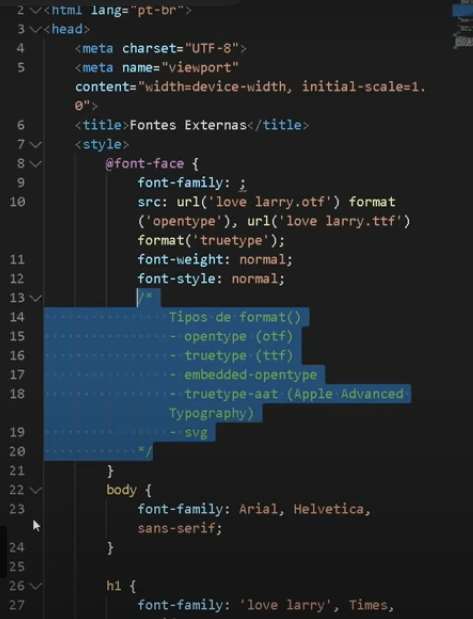 2 <html lang="pt-br">
3 <head>
4 <meta charset="UTF-8">
5 <meta name="viewport"
content="width=device-width, initial-scale=1.
0">
6 <title>Fontes Externas</title>
7 <style>
8 @font-face {
9 font-family: ;
10 src: url('love larry.otf') format
('opentype'), url('love larry.ttf')
format('truetype');
11 font-weight: normal;
12 font-style: normal;
13 /*
14 Tipos de format()
15 - opentype (otf)
16 - truetype (ttf)
17 - embedded-opentype
18 - truetype-aat (Apple Advanced
Typography)
19 - svg
20 */
21 }
22 body {
23 font-family: Arial, Helvetica,
sans-serif;
24 }
25
26 h1 {
27 font-family: 'love larry', Times,